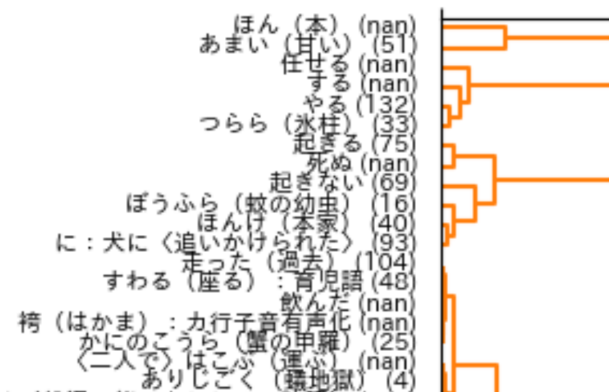 ほん（本）(nan)
あまい（甘い）(51)
任せる (nan)
する (nan)
やる (132)
つらら（氷柱）(33)
起きる (75)
死ぬ (nan)
起きない (69)
ぼうふら（蚊の幼虫）(16)
ほんけ（本家）(40)
に：犬に〈追いかけられた〉(93)
走った（過去）(104)
すわる（座る）：育児語 (48)
飲んだ (nan)
袴（はかま）：カ行子音有声化 (nan)
かにのこうら（蟹の甲羅）(25)
〈二人で〉はこぶ（運ぶ）(nan)
ありじごく（蟻地獄）(4)